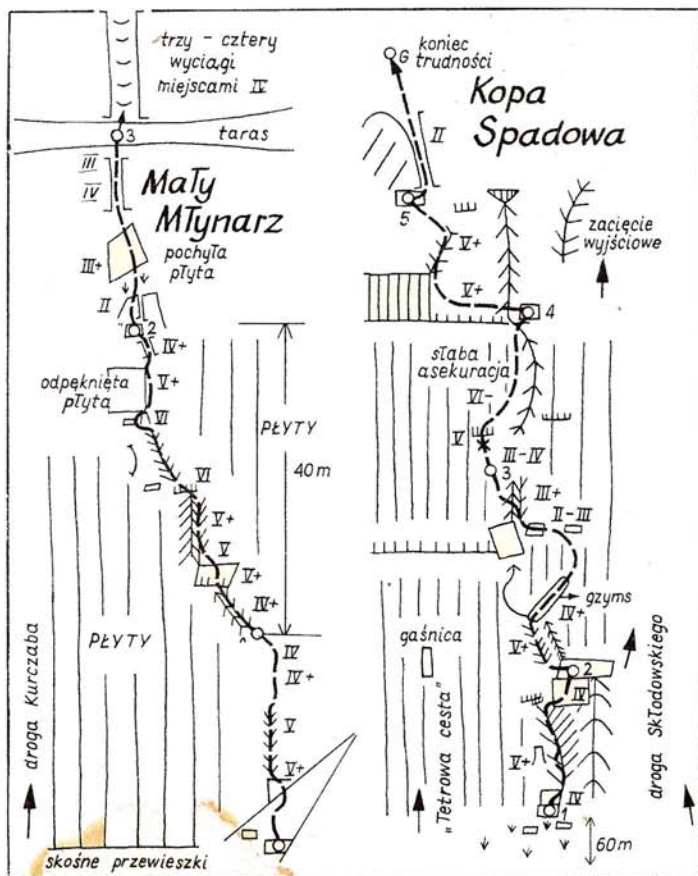 trzy - cztery
wyciągi
miejscami IV
3
taras
III
IV
Mały
Młynarz
pochyła
płyta
III+
II
2
IV+
odpęknięta
płyta
V+
VI
PŁYTY
40 m
VI
V+
V
V+
IV+
IV
IV+
V
V+
PŁYTY
droga Kurczaba
skośne przewieszki
G
koniec
trudności
Kopa
Spadowa
II
5
zacięcie
wyjściowe
V+
V+
4
słaba
asekuracja
VI-
V
III-IV
3
III+
II-III
gzyms
IV+
gaśnica
V+
2
IV
V+
IV
1
60 m
„Tetrowa cesta"
droga Skłodowskiego